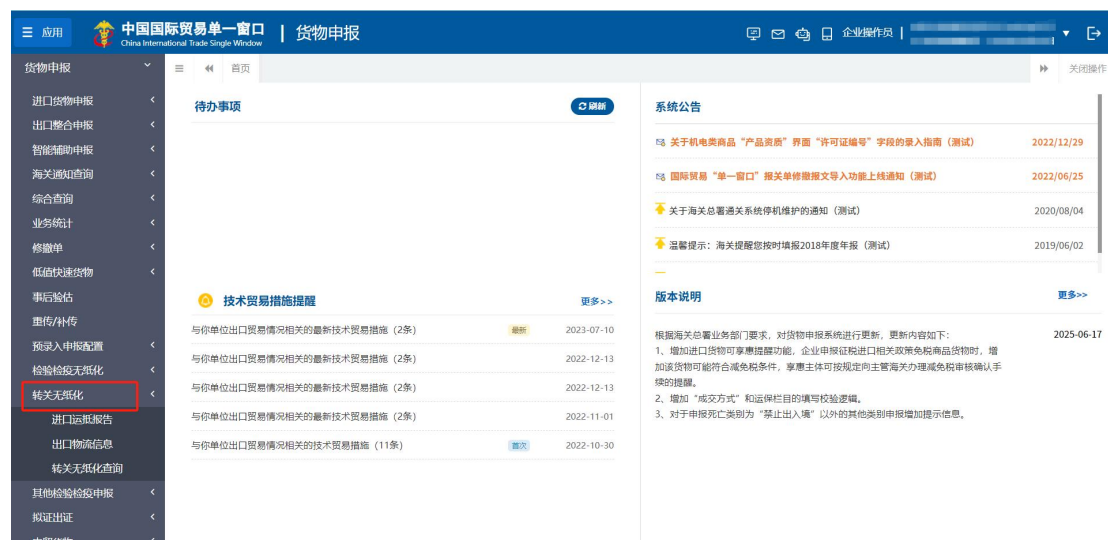 应用
中国国际贸易单一窗口
China International Trade Single Window
货物申报
企业操作员
货物申报
首页
关闭操作
进口货物申报
出口整合申报
智能辅助申报
海关通知查询
综合查询
业务统计
修撤单
低值快速货物
事后验估
重传/补传
预录入申报配置
检验检疫无纸化
转关无纸化
进口运抵报告
出口物流信息
转关无纸化查询
其他检验检疫申报
拟证出证
待办事项
刷新
技术贸易措施提醒
更多>>
与你单位出口贸易情况相关的最新技术贸易措施（2条） 最新 2023-07-10
与你单位出口贸易情况相关的最新技术贸易措施（2条） 2022-12-13
与你单位出口贸易情况相关的最新技术贸易措施（2条） 2022-12-13
与你单位出口贸易情况相关的最新技术贸易措施（2条） 2022-11-01
与你单位出口贸易情况相关的技术贸易措施（11条） 首次 2022-10-30
系统公告
关于机电类商品“产品资质”界面“许可证编号”字段的录入指南（测试） 2022/12/29
国际贸易“单一窗口”报关单修撤报文导入功能上线通知（测试） 2022/06/25
关于海关总署通关系统停机维护的通知（测试） 2020/08/04
温馨提示：海关提醒您按时填报2018年度年报（测试） 2019/06/02
版本说明
更多>>
根据海关总署业务部门要求，对货物申报系统进行更新，更新内容如下： 2025-06-17
1、增加进口货物可享惠提醒功能，企业申报征税进口相关政策免税商品货物时，增
加该货物可能符合减免税条件，享惠主体可按规定向主管海关办理减免税审核确认手
续的提醒。
2、增加“成交方式”和运保栏目的填写校验逻辑。
3、对于申报死亡类别为“禁止出入境”以外的其他类别申报增加提示信息。